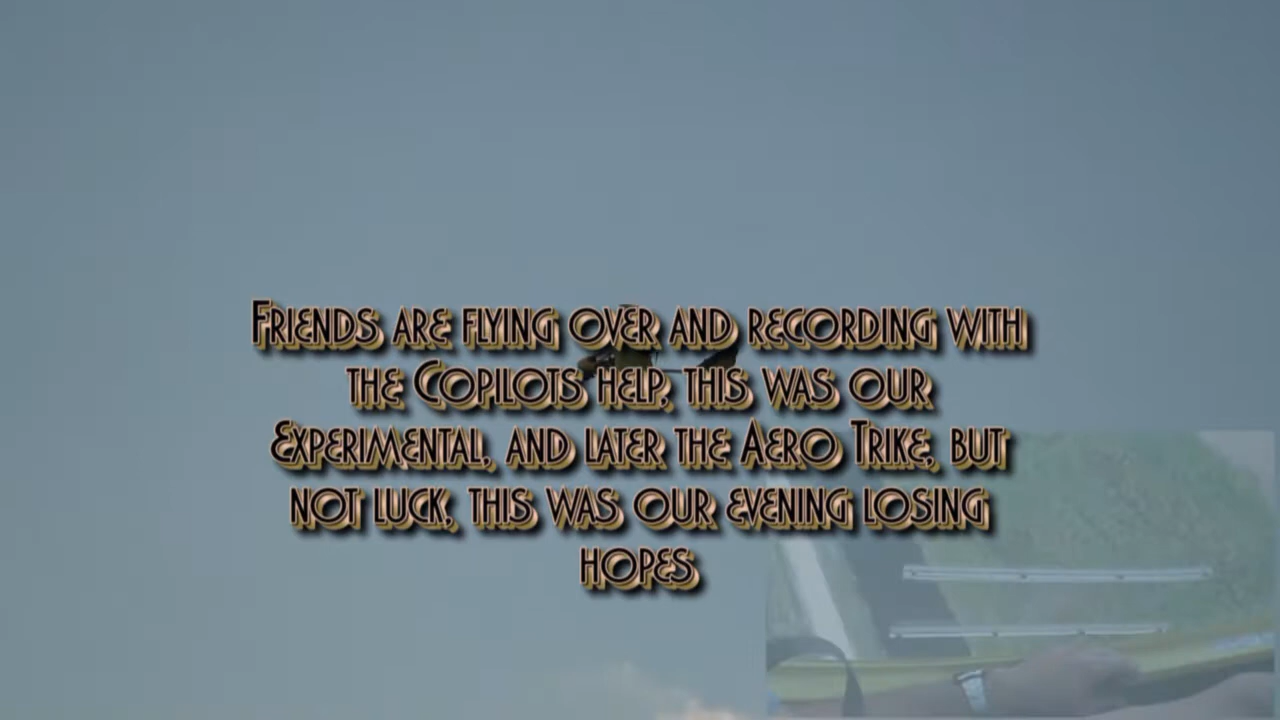 Friends are flying over and recording with
the Copilots help, this was our
Experimental, and later the Aero Trike, but
not luck, this was our evening losing
hopes